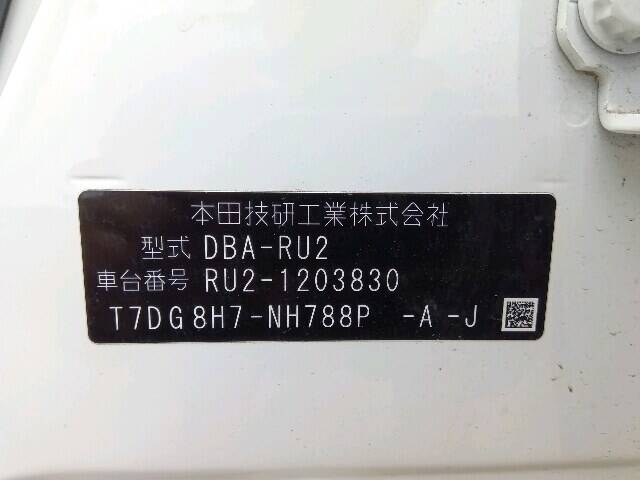 本田技研工業株式会社
型式 DBA-RU2
車台番号 RU2-1203830
T7DG8H7-NH788P -A -J